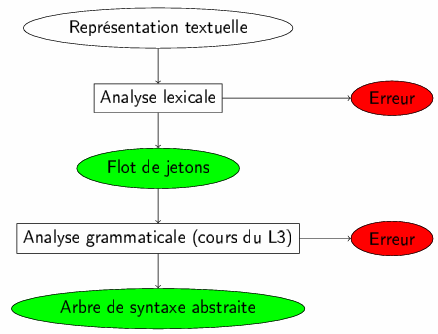 Représentation textuelle
Analyse lexicale
Erreur
Flot de jetons
Analyse grammaticale (cours du L3)
Erreur
Arbre de syntaxe abstraite